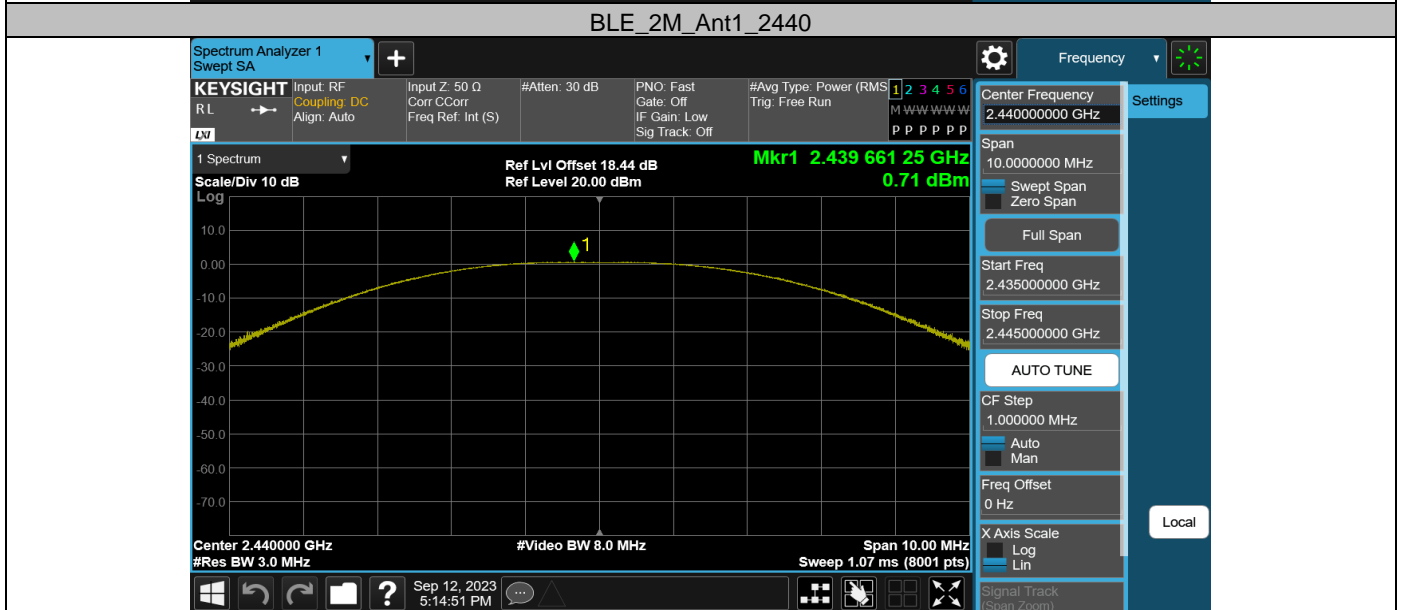 BLE_2M_Ant1_2440
Spectrum Analyzer 1
Swept SA
+
Frequency
KEYSIGHT
RL
LXI
Input: RF
Coupling: DC
Align: Auto
Input Z: 50 Ω
Corr CCorr
Freq Ref: Int (S)
#Atten: 30 dB
PNO: Fast
Gate: Off
IF Gain: Low
Sig Track: Off
#Avg Type: Power (RMS
Trig: Free Run
1 2 3 4 5 6
M W W W W W
P P P P P P
Center Frequency
2.440000000 GHz
Settings
Span
10.0000000 MHz
Swept Span
Zero Span
Full Span
Start Freq
2.435000000 GHz
Stop Freq
2.445000000 GHz
AUTO TUNE
CF Step
1.000000 MHz
Auto
Man
Freq Offset
0 Hz
X Axis Scale
Log
Lin
Signal Track
(Span Zoom)
Local
1 Spectrum
Scale/Div 10 dB
Ref Lvl Offset 18.44 dB
Ref Level 20.00 dBm
Mkr1 2.439 661 25 GHz
0.71 dBm
Log
10.0
0.00
-10.0
-20.0
-30.0
-40.0
-50.0
-60.0
-70.0
1
Center 2.440000 GHz
#Video BW 8.0 MHz
Span 10.00 MHz
#Res BW 3.0 MHz
Sweep 1.07 ms (8001 pts)
?
Sep 12, 2023
5:14:51 PM